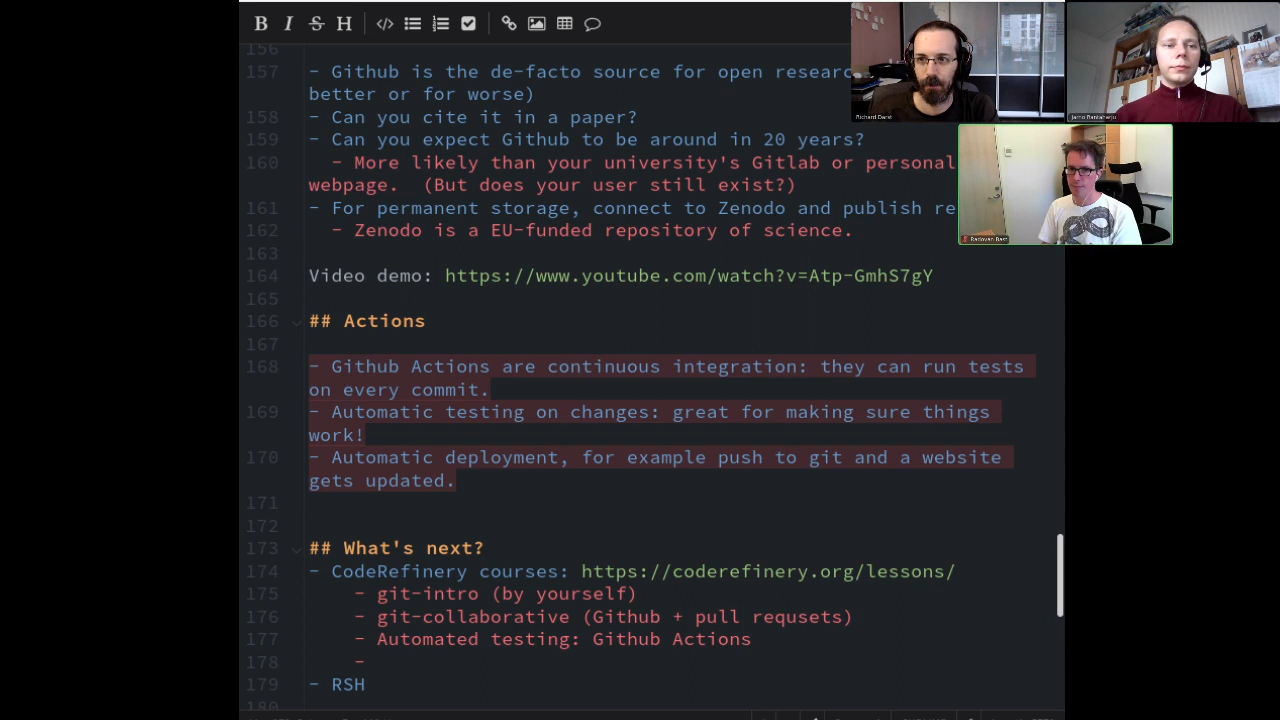 B I S H
156
157 - Github is the de-facto source for open researc
better or for worse)
158 - Can you cite it in a paper?
159 - Can you expect Github to be around in 20 years?
160 - More likely than your university's Gitlab or personal
webpage. (But does your user still exist?)
161 - For permanent storage, connect to Zenodo and publish re
162 - Zenodo is a EU-funded repository of science.
163
164 Video demo: https://www.youtube.com/watch?v=Atp-GmhS7gY
165
166 ## Actions
167
168 - Github Actions are continuous integration: they can run tests
on every commit.
169 - Automatic testing on changes: great for making sure things
work!
170 - Automatic deployment, for example push to git and a website
gets updated.
171
172
173 ## What's next?
174 - CodeRefinery courses: https://coderefinery.org/lessons/
175 - git-intro (by yourself)
176 - git-collaborative (Github + pull requsets)
177 - Automated testing: Github Actions
178 -
179 - RSH
180
Richard Darst
Jarno Rantaharju
Radovan Bast